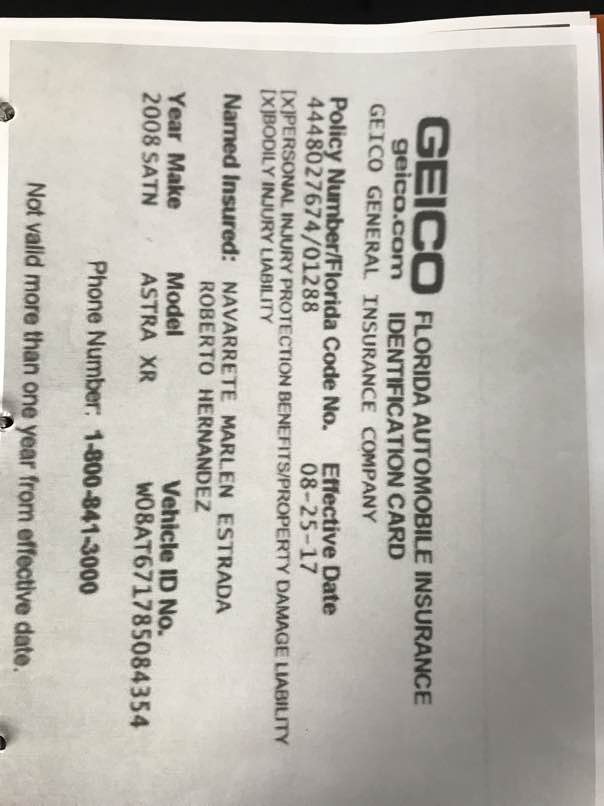 GEICO FLORIDA AUTOMOBILE INSURANCE
geico.com IDENTIFICATION CARD
GEICO GENERAL INSURANCE COMPANY
Policy Number/Florida Code No. Effective Date
4448027674/01288 08-25-17
[X]PERSONAL INJURY PROTECTION BENEFITS/PROPERTY DAMAGE LIABILITY
[X]BODILY INJURY LIABILITY
Named Insured: NAVARRETE MARLEN ESTRADA
ROBERTO HERNANDEZ
Year Make Model Vehicle ID No.
2008 SATN ASTRA XR W08AT671785084354
Phone Number: 1-800-841-3000
Not valid more than one year from effective date.